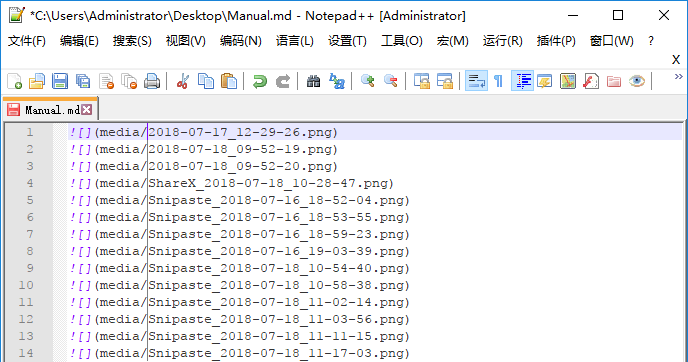 *C:\Users\Administrator\Desktop\Manual.md - Notepad++ [Administrator]
文件(F) 编辑(E) 搜索(S) 视图(V) 编码(N) 语言(L) 设置(T) 工具(O) 宏(M) 运行(R) 插件(P) 窗口(W) ?
X
Manual.md
1 ![](media/2018-07-17_12-29-26.png)
2 ![](media/2018-07-18_09-52-19.png)
3 ![](media/2018-07-18_09-52-20.png)
4 ![](media/ShareX_2018-07-18_10-28-47.png)
5 ![](media/Snipaste_2018-07-16_18-52-04.png)
6 ![](media/Snipaste_2018-07-16_18-53-55.png)
7 ![](media/Snipaste_2018-07-16_18-59-23.png)
8 ![](media/Snipaste_2018-07-16_19-03-39.png)
9 ![](media/Snipaste_2018-07-18_10-54-40.png)
10 ![](media/Snipaste_2018-07-18_10-58-38.png)
11 ![](media/Snipaste_2018-07-18_11-02-14.png)
12 ![](media/Snipaste_2018-07-18_11-03-56.png)
13 ![](media/Snipaste_2018-07-18_11-11-15.png)
14 ![](media/Snipaste_2018-07-18_11-17-03.png)